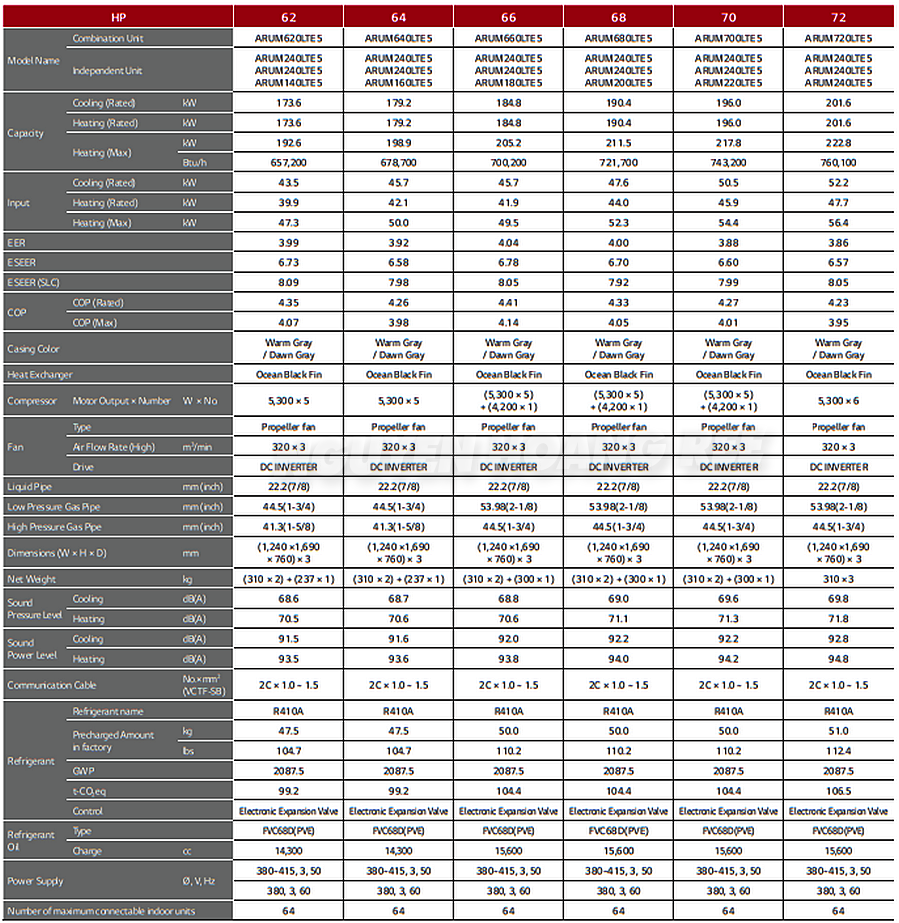 HP 62 64 66 68 70 72
Model Name Combination Unit ARUM620LTE5 ARUM640LTE5 ARUM660LTE5 ARUM680LTE5 ARUM700LTE5 ARUM720LTE5
Independent Unit ARUM240LTE5 ARUM240LTE5 ARUM240LTE5 ARUM240LTE5 ARUM240LTE5 ARUM240LTE5
ARUM240LTE5 ARUM240LTE5 ARUM240LTE5 ARUM240LTE5 ARUM240LTE5 ARUM240LTE5
ARUM140LTE5 ARUM160LTE5 ARUM180LTE5 ARUM200LTE5 ARUM220LTE5 ARUM240LTE5
Capacity Cooling (Rated) kW 173.6 179.2 184.8 190.4 196.0 201.6
Heating (Rated) kW 173.6 179.2 184.8 190.4 196.0 201.6
Heating (Max) kW 192.6 198.9 205.2 211.5 217.8 222.8
Btu/h 657,200 678,700 700,200 721,700 743,200 760,100
Input Cooling (Rated) kW 43.5 45.7 45.7 47.6 50.5 52.2
Heating (Rated) kW 39.9 42.1 41.9 44.0 45.9 47.7
Heating (Max) kW 47.3 50.0 49.5 52.3 54.4 56.4
EER 3.99 3.92 4.04 4.00 3.88 3.86
ESEER 6.73 6.58 6.78 6.70 6.60 6.57
ESEER (SLC) 8.09 7.98 8.05 7.92 7.99 8.05
COP COP (Rated) 4.35 4.26 4.41 4.33 4.27 4.23
COP (Max) 4.07 3.98 4.14 4.05 4.01 3.95
Casing Color Warm Gray Warm Gray Warm Gray Warm Gray Warm Gray Warm Gray
/ Dawn Gray / Dawn Gray / Dawn Gray / Dawn Gray / Dawn Gray / Dawn Gray
Heat Exchanger Ocean Black Fin Ocean Black Fin Ocean Black Fin Ocean Black Fin Ocean Black Fin Ocean Black Fin
Compressor Motor Output × Number W × No 5,300 × 5 5,300 × 5 (5,300 × 5) (5,300 × 5) (5,300 × 5) 5,300 × 6
+ (4,200 × 1) + (4,200 × 1) + (4,200 × 1)
Fan Type Propeller fan Propeller fan Propeller fan Propeller fan Propeller fan Propeller fan
Air Flow Rate (High) m³/min 320 × 3 320 × 3 320 × 3 320 × 3 320 × 3 320 × 3
Drive DC INVERTER DC INVERTER DC INVERTER DC INVERTER DC INVERTER DC INVERTER
Liquid Pipe mm (inch) 22.2(7/8) 22.2(7/8) 22.2(7/8) 22.2(7/8) 22.2(7/8) 22.2(7/8)
Low Pressure Gas Pipe mm (inch) 44.5(1-3/4) 44.5(1-3/4) 53.98(2-1/8) 53.98(2-1/8) 53.98(2-1/8) 53.98(2-1/8)
High Pressure Gas Pipe mm (inch) 41.3(1-5/8) 41.3(1-5/8) 44.5(1-3/4) 44.5(1-3/4) 44.5(1-3/4) 44.5(1-3/4)
Dimensions (W × H × D) mm (1,240 ×1,690 (1,240 ×1,690 (1,240 ×1,690 (1,240 ×1,690 (1,240 ×1,690 (1,240 ×1,690
× 760) × 3 × 760) × 3 × 760) × 3 × 760) × 3 × 760) × 3 × 760) × 3
Net Weight kg (310 × 2) + (237 × 1) (310 × 2) + (237 × 1) (310 × 2) + (300 × 1) (310 × 2) + (300 × 1) (310 × 2) + (300 × 1) 310 ×3
Sound Pressure Level Cooling dB(A) 68.6 68.7 68.8 69.0 69.6 69.8
Heating dB(A) 70.5 70.6 70.6 71.1 71.3 71.8
Sound Power Level Cooling dB(A) 91.5 91.6 92.0 92.2 92.2 92.8
Heating dB(A) 93.5 93.6 93.8 94.0 94.2 94.8
Communication Cable No.×mm² (VCTF-SB) 2C × 1.0 – 1.5 2C × 1.0 – 1.5 2C × 1.0 – 1.5 2C × 1.0 – 1.5 2C × 1.0 – 1.5 2C × 1.0 – 1.5
Refrigerant Refrigerant name R410A R410A R410A R410A R410A R410A
Precharged Amount in factory kg 47.5 47.5 50.0 50.0 50.0 51.0
lbs 104.7 104.7 110.2 110.2 110.2 112.4
GWP 2087.5 2087.5 2087.5 2087.5 2087.5 2087.5
t-CO₂eq 99.2 99.2 104.4 104.4 104.4 106.5
Control Electronic Expansion Valve Electronic Expansion Valve Electronic Expansion Valve Electronic Expansion Valve Electronic Expansion Valve Electronic Expansion Valve
Refrigerant Oil Type FVC68D(PVE) FVC68D(PVE) FVC68D(PVE) FVC68D(PVE) FVC68D(PVE) FVC68D(PVE)
Charge cc 14,300 14,300 15,600 15,600 15,600 15,600
Power Supply Ø, V, Hz 380-415, 3, 50 380-415, 3, 50 380-415, 3, 50 380-415, 3, 50 380-415, 3, 50 380-415, 3, 50
380, 3, 60 380, 3, 60 380, 3, 60 380, 3, 60 380, 3, 60 380, 3, 60
Number of maximum connectable indoor units 64 64 64 64 64 64